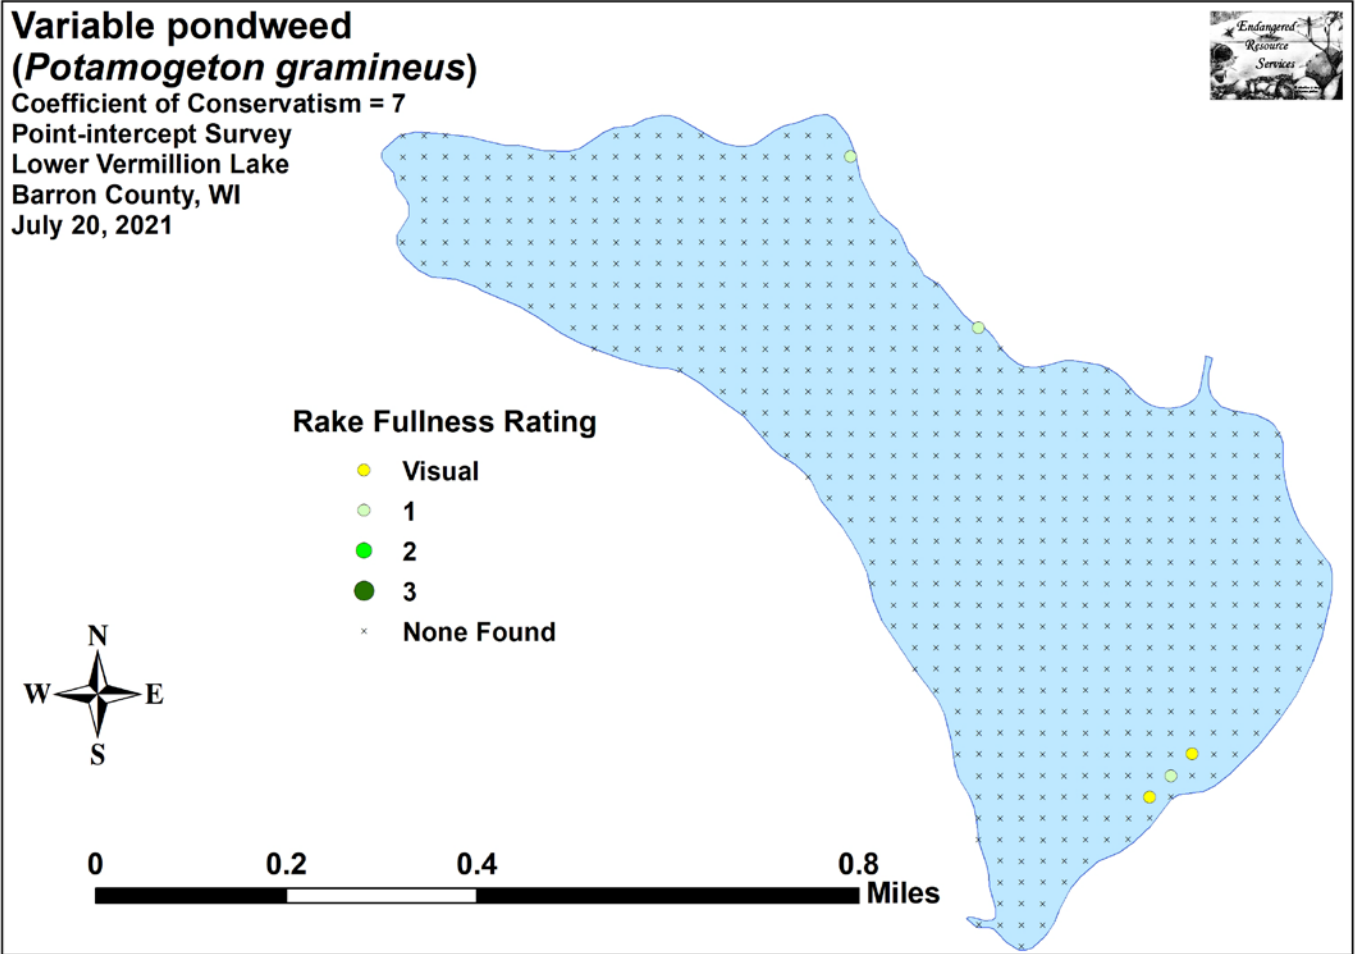 Variable pondweed
(Potamogeton gramineus)
Coefficient of Conservatism = 7
Point-intercept Survey
Lower Vermillion Lake
Barron County, WI
July 20, 2021
Endangered
Resource
Services
Rake Fullness Rating
Visual
1
2
3
None Found
N
W E
S
0 0.2 0.4 0.8
Miles